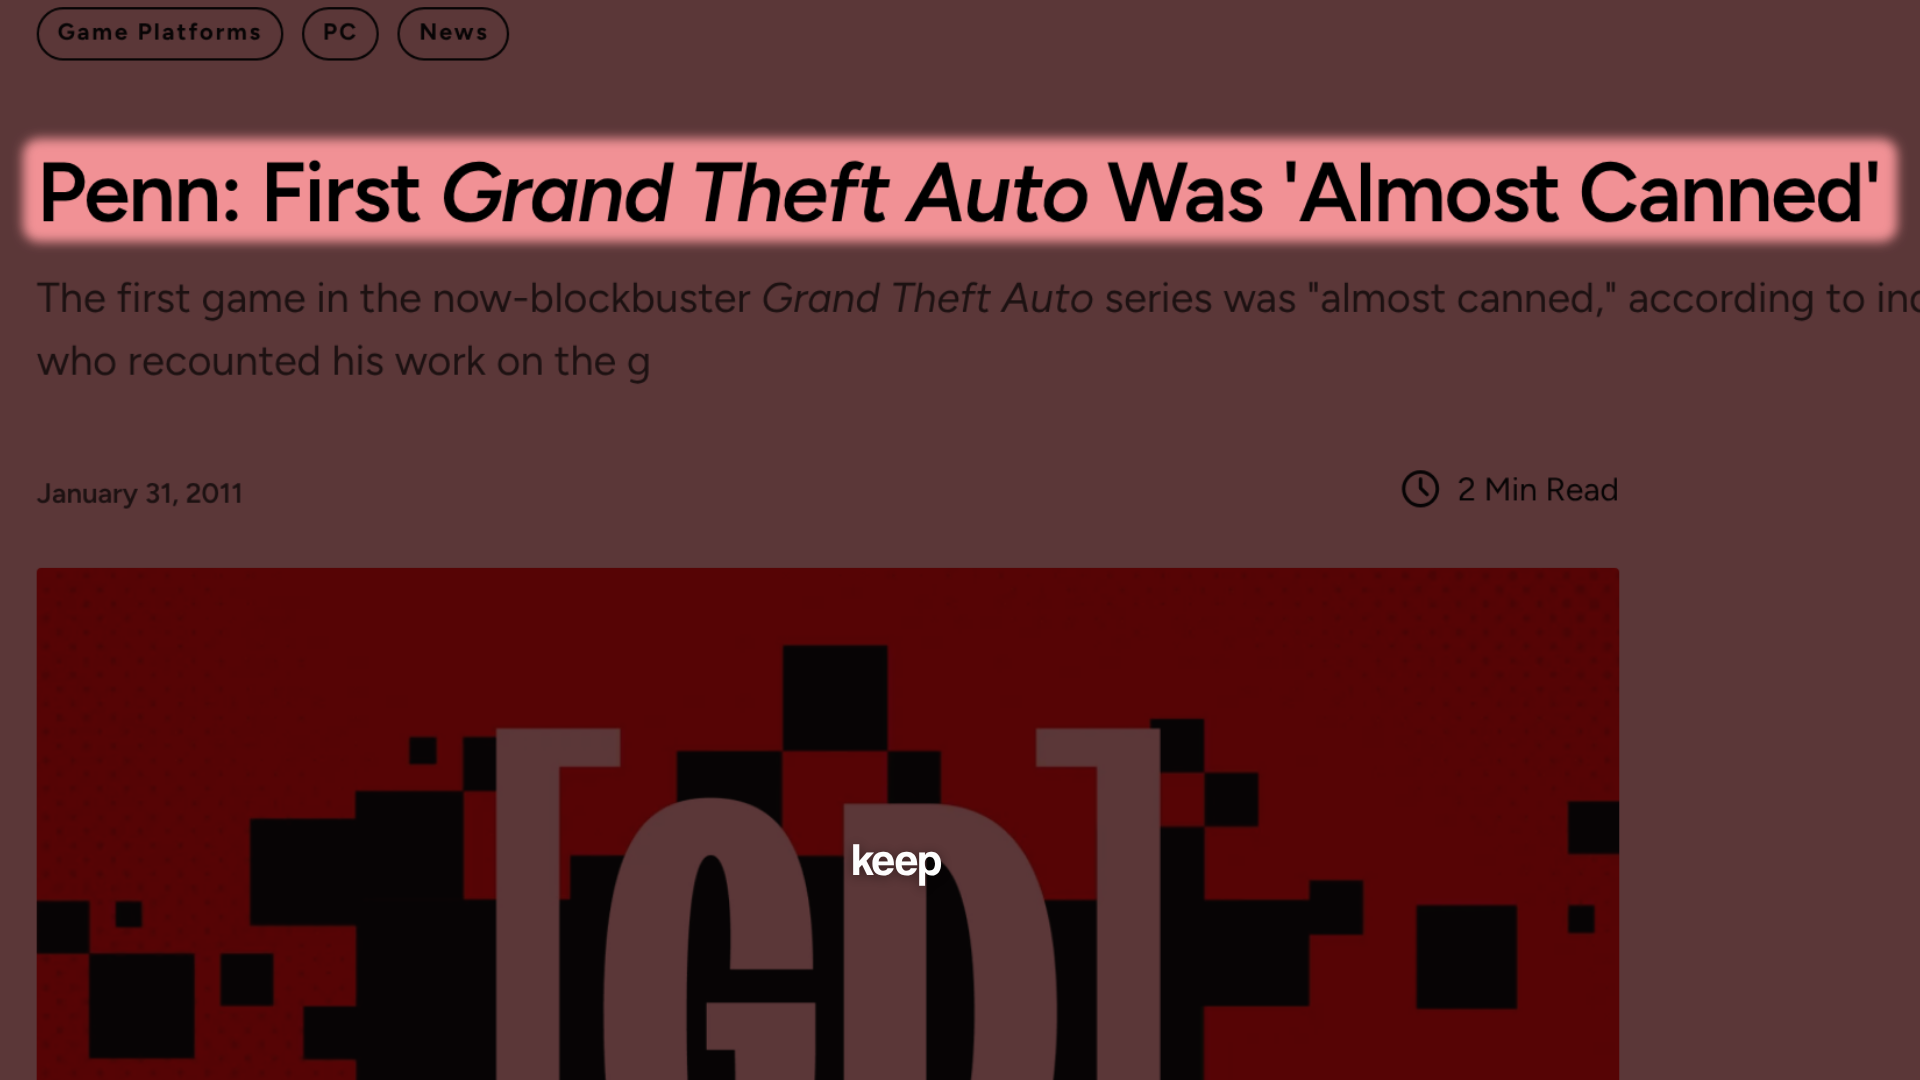 Game Platforms PC News
Penn: First Grand Theft Auto Was 'Almost Canned'
The first game in the now-blockbuster Grand Theft Auto series was "almost canned," according to
who recounted his work on the g
January 31, 2011
2 Min Read
[GD]
keep